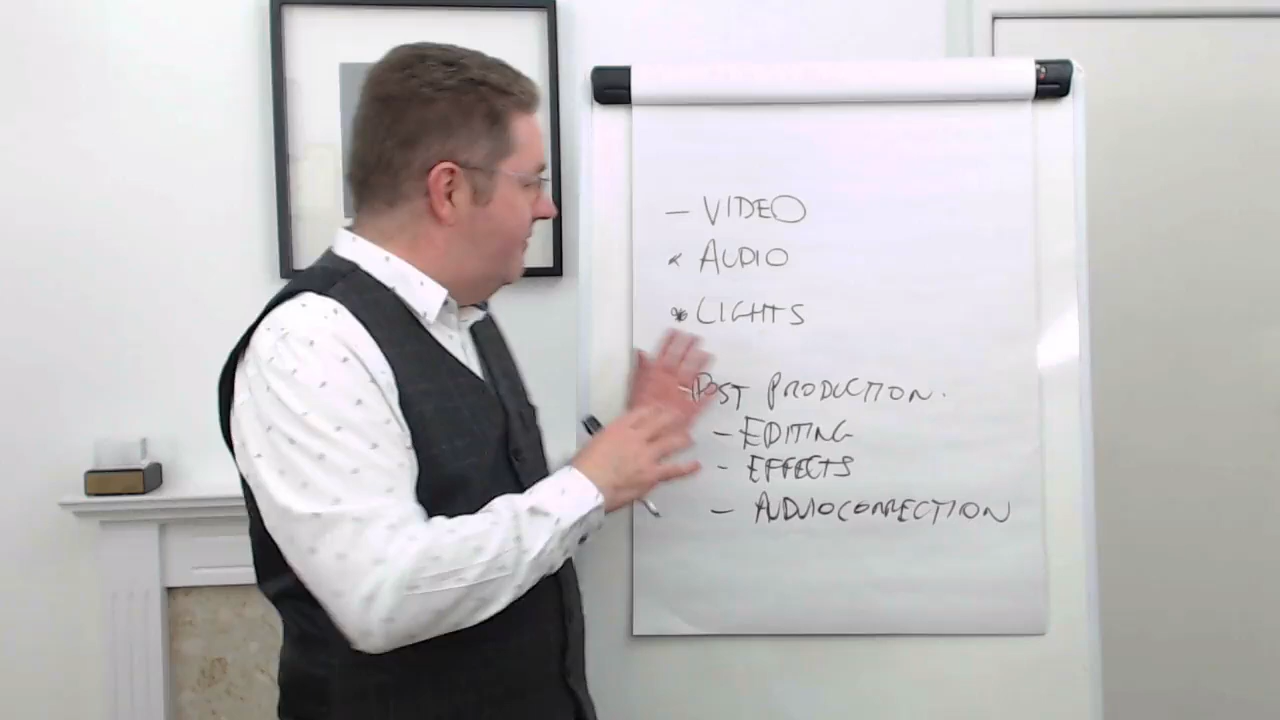 - VIDEO
- AUDIO
* LIGHTS
- POST PRODUCTION.
- EDITING
- EFFECTS
- AUDIOCORRECTION